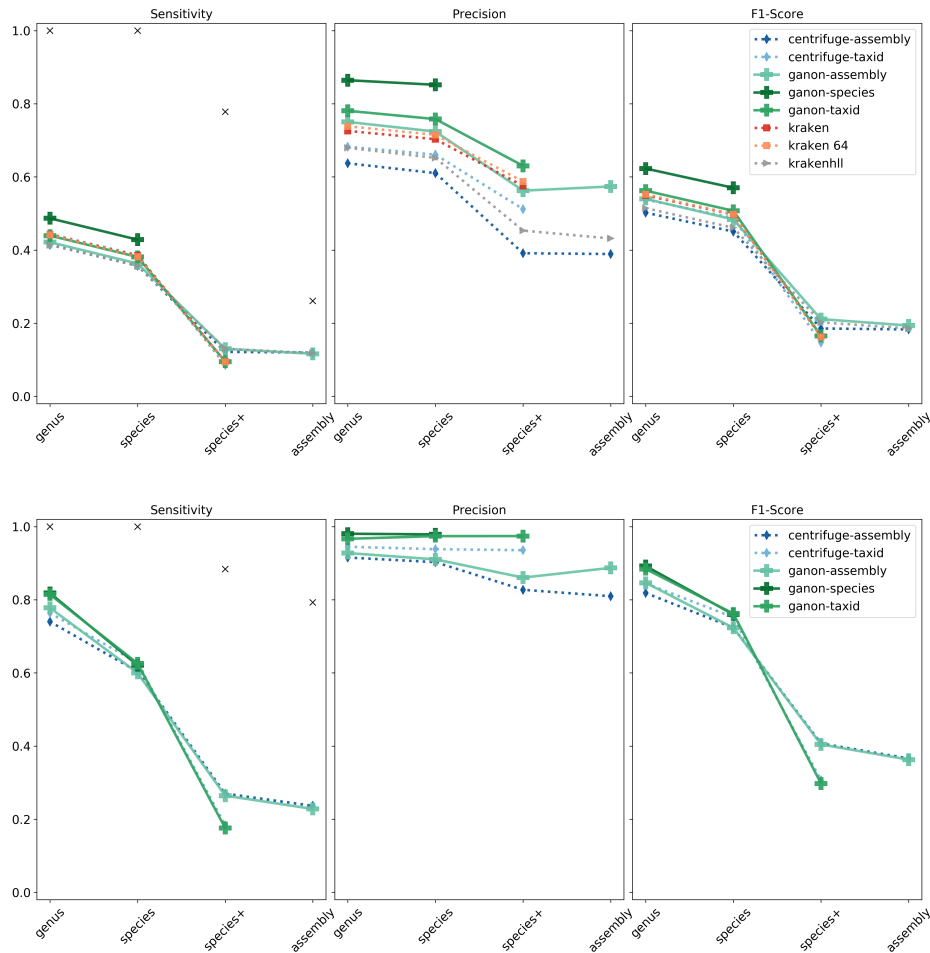 Sensitivity
Precision
F1-Score
1.0
0.8
0.6
0.4
0.2
0.0
centrifuge-assembly
centrifuge-taxid
ganon-assembly
ganon-species
ganon-taxid
kraken
kraken 64
krakenhll
genus
species
species+
assembly
genus
species
species+
assembly
genus
species
species+
assembly
Sensitivity
Precision
F1-Score
1.0
0.8
0.6
0.4
0.2
0.0
centrifuge-assembly
centrifuge-taxid
ganon-assembly
ganon-species
ganon-taxid
genus
species
species+
assembly
genus
species
species+
assembly
genus
species
species+
assembly